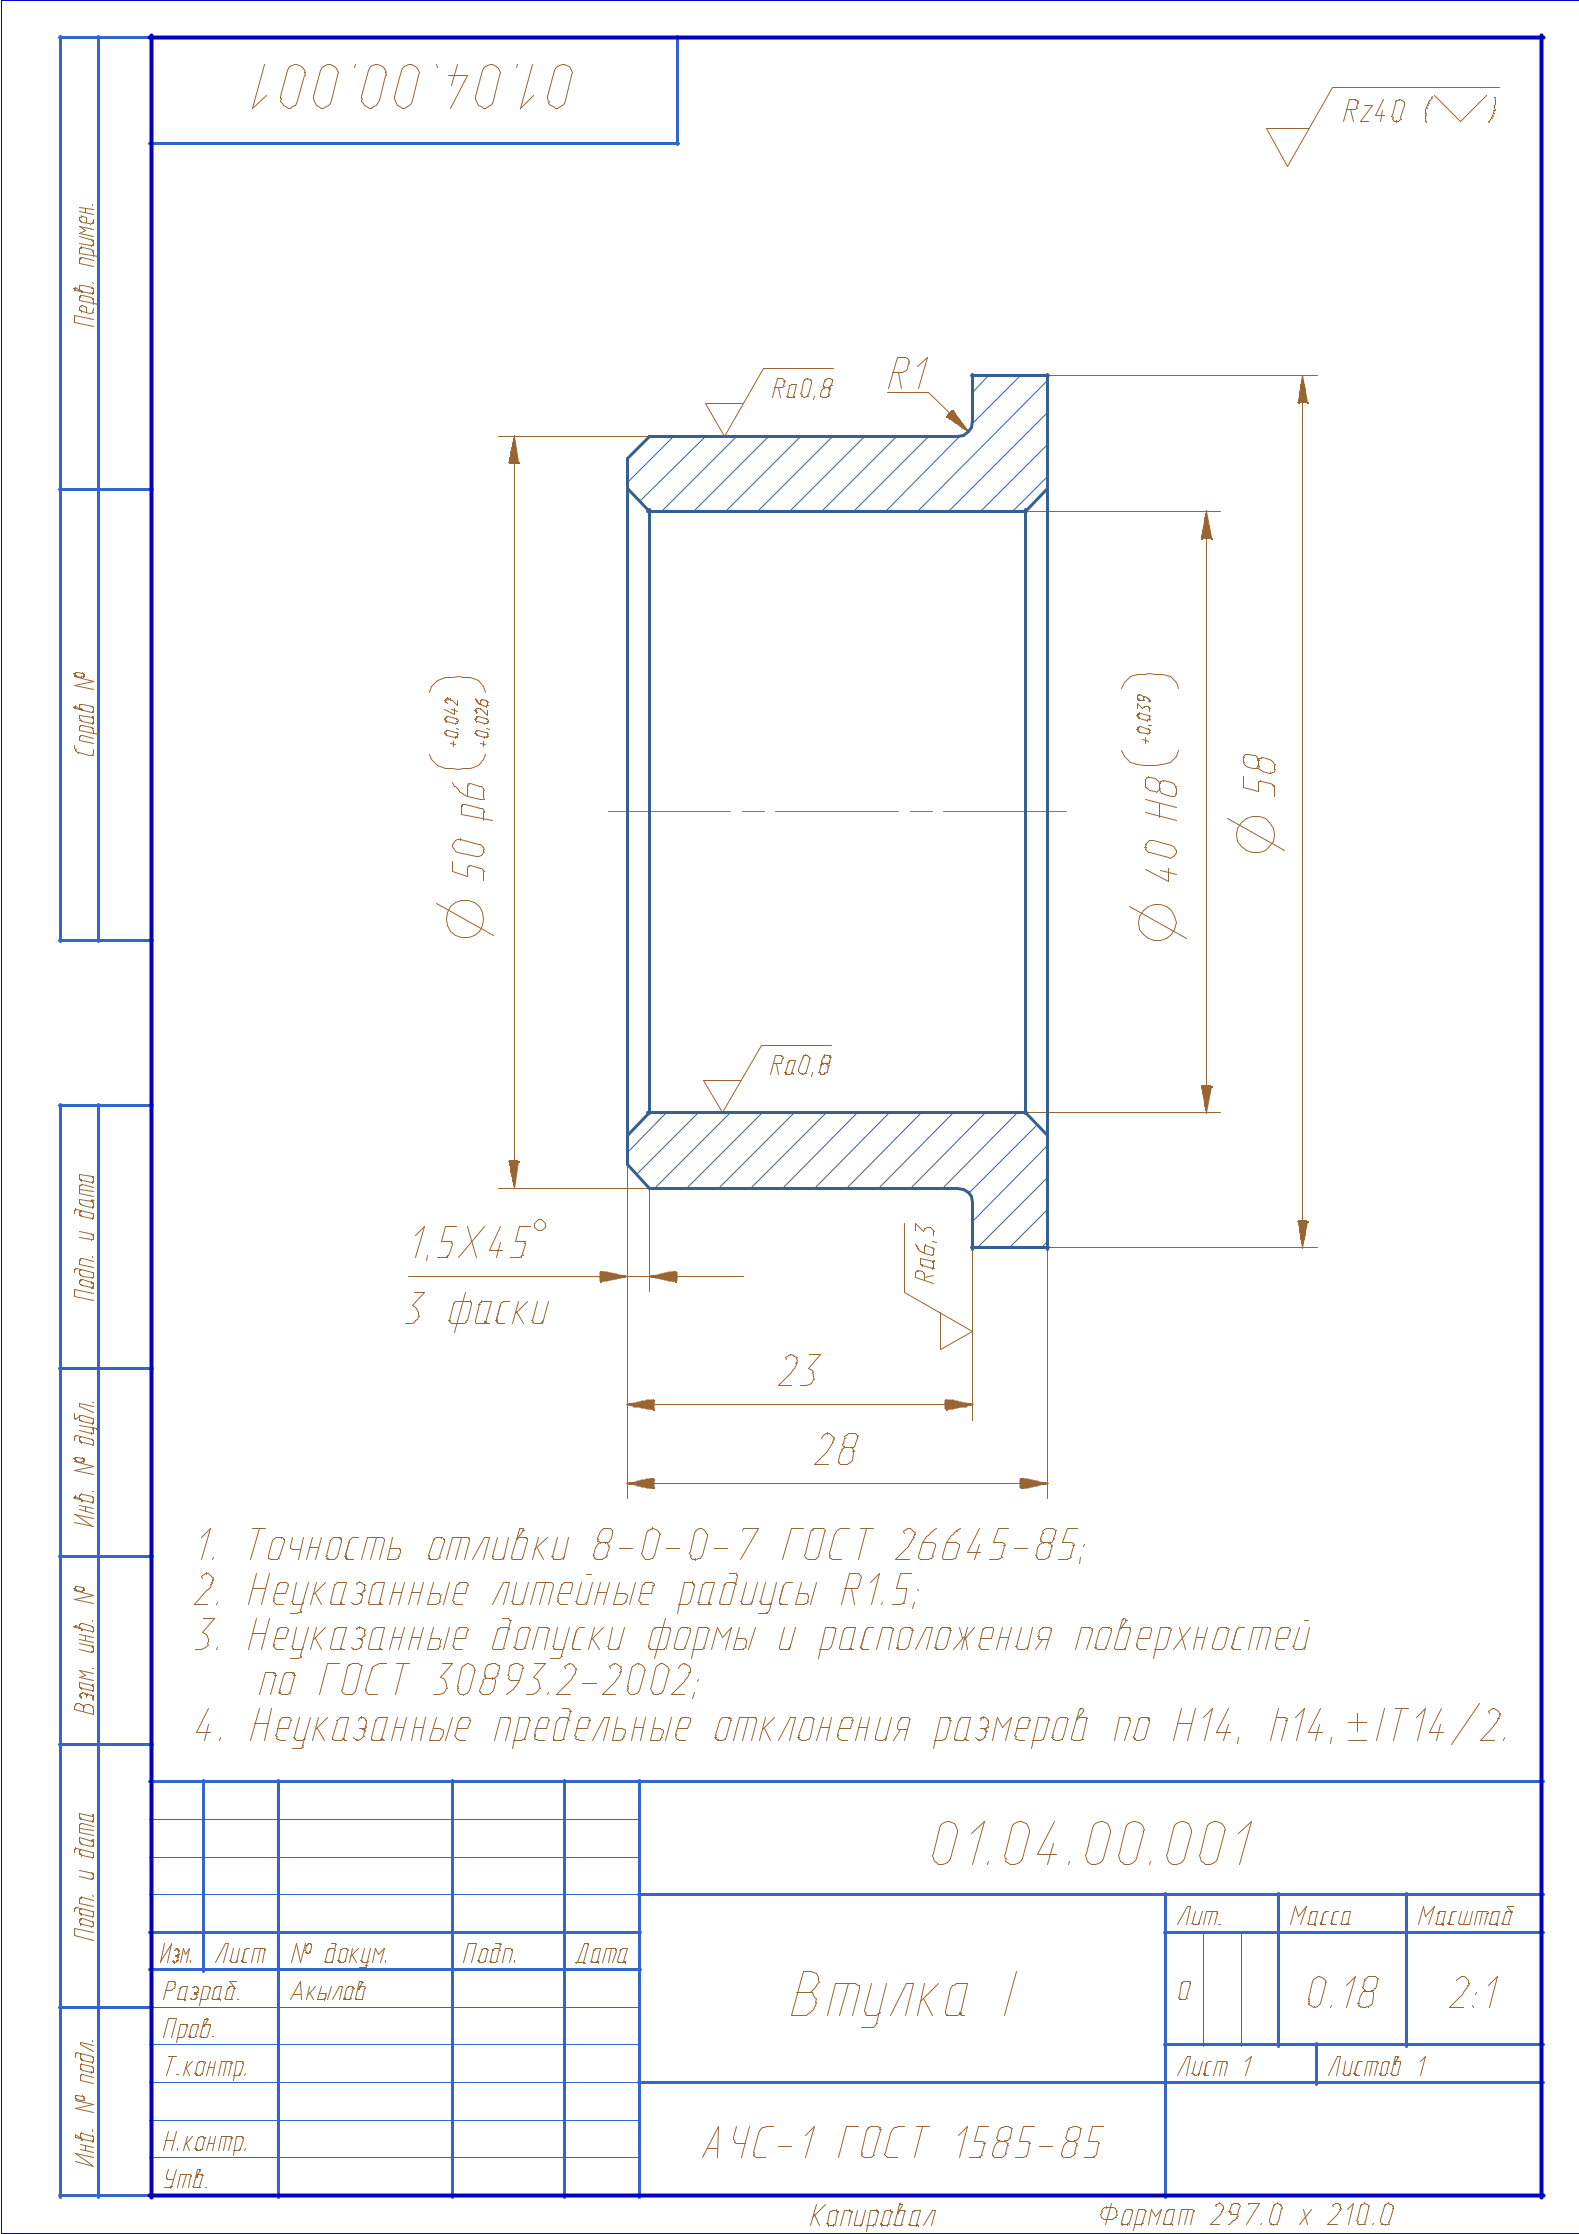 01.04.00.001
Rz40 ( )
Перв. примен.
Справ №
Подп. и дата
Инв. № дубл.
Взам. инв. №
Подп. и дата
Инв. № подл.
R1
Ra0,8
Ø 50 p6 (+0,042 +0,026)
Ø 40 H8 (+0,039)
Ø 58
Ra0,8
1,5X45°
3 фаски
Ra6,3
23
28
1. Точность отливки 8-0-0-7 ГОСТ 26645-85;
2. Неуказанные литейные радиусы R1.5;
3. Неуказанные допуски формы и расположения поверхностей
по ГОСТ 30893.2-2002;
4. Неуказанные предельные отклонения размеров по Н14, h14,±IT14/2.
01.04.00.001
Лит. Масса Масштаб
Изм. Лист № докум. Подп. Дата
Разраб. Акылов
Втулка I
а 0.18 2:1
Пров.
Т.контр.
Лист 1 Листов 1
Н.контр.
АЧС-1 ГОСТ 1585-85
Утв.
Копировал Формат 297.0 x 210.0